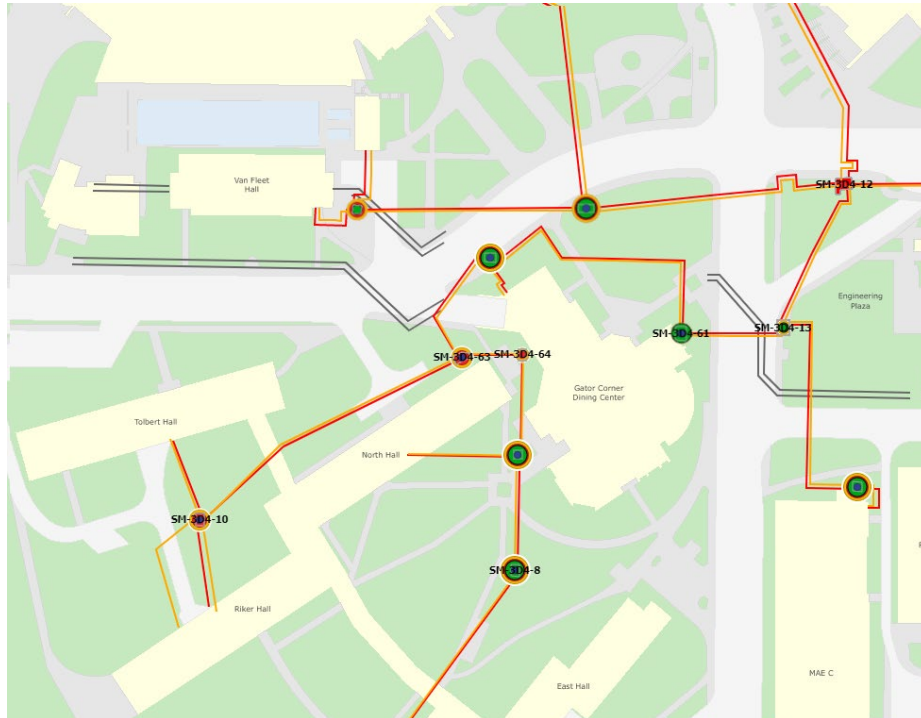 Van Fleet
Hall
SM-3D4-12
Engineering
Plaza
SM-3D4-13
SM-3D4-61
SM-3D4-63
SM-3D4-64
Gator Corner
Dining Center
Tolbert Hall
North Hall
SM-3D4-10
SM-3D4-8
Riker Hall
East Hall
MAE C